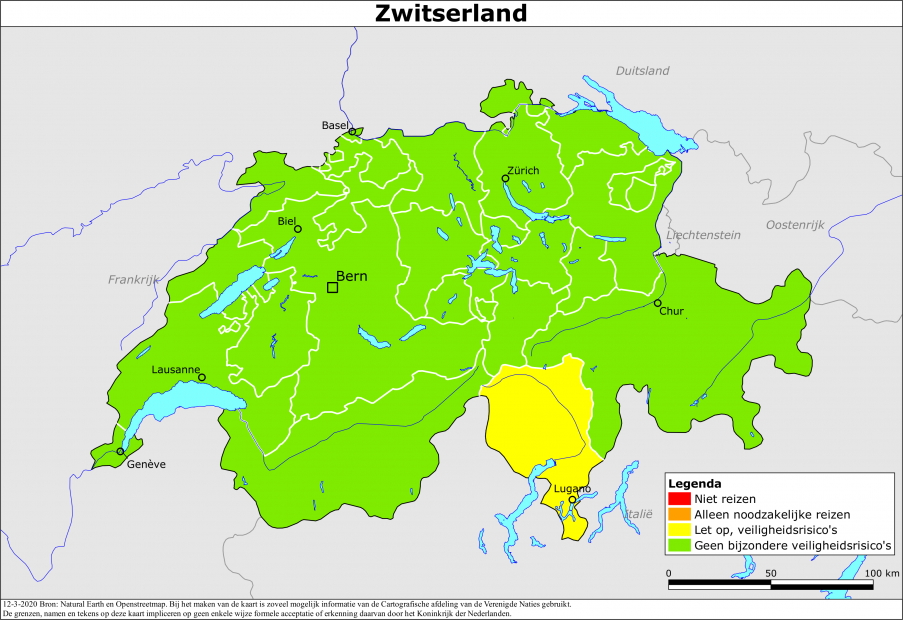 Zwitserland
Duitsland
Basel
Zürich
Biel
Oostenrijk
Liechtenstein
Frankrijk
Bern
Chur
Lausanne
Genève
Lugano
Italië
Legenda
Niet reizen
Alleen noodzakelijke reizen
Let op, veiligheidsrisico's
Geen bijzondere veiligheidsrisico's
0 50 100 km
12-3-2020 Bron: Natural Earth en Openstreetmap. Bij het maken van de kaart is zoveel mogelijk informatie van de Cartografische afdeling van de Verenigde Naties gebruikt.
De grenzen, namen en tekens op deze kaart impliceren op geen enkele wijze formele acceptatie of erkenning daarvan door het Koninkrijk der Nederlanden.